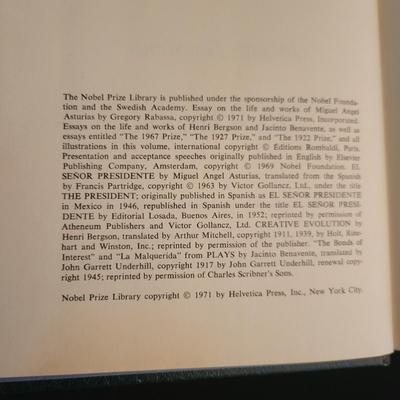 The Nobel Prize Library is published under the sponsorship of the Nobel Founda-
tion and the Swedish Academy. Essay on the life and works of Miguel Angel
Asturias by Gregory Rabassa, copyright © 1971 by Helvetica Press, Incorporated.
Essays on the life and works of Henri Bergson and Jacinto Benavente, as well as
essays entitled "The 1967 Prize," "The 1927 Prize," and "The 1922 Prize," and all
illustrations in this volume, international copyright © Éditions Rombaldi, Paris.
Presentation and acceptance speeches originally published in English by Elsevier
Publishing Company, Amsterdam, copyright © 1969 Nobel Foundation. EL
SEÑOR PRESIDENTE by Miguel Angel Asturias, translated from the Spanish
by Francis Partridge, copyright © 1963 by Victor Gollancz, Ltd., under the title
THE PRESIDENT; originally published in Spanish as EL SEÑOR PRESIDENTE
in Mexico in 1946, republished in Spanish under the title EL SEÑOR PRESI-
DENTE by Editorial Losada, Buenos Aires, in 1952; reprinted by permission of
Atheneum Publishers and Victor Gollancz, Ltd. CREATIVE EVOLUTION by
Henri Bergson, translated by Arthur Mitchell, copyright 1911, 1939, by Holt, Rine-
hart and Winston, Inc.; reprinted by permission of the publisher. "The Bonds of
Interest" and "La Malquerida" from PLAYS by Jacinto Benavente, translated by
John Garrett Underhill, copyright 1917 by John Garrett Underhill, renewal copy-
right 1945; reprinted by permission of Charles Scribner's Sons.
Nobel Prize Library copyright © 1971 by Helvetica Press, Inc., New York City.